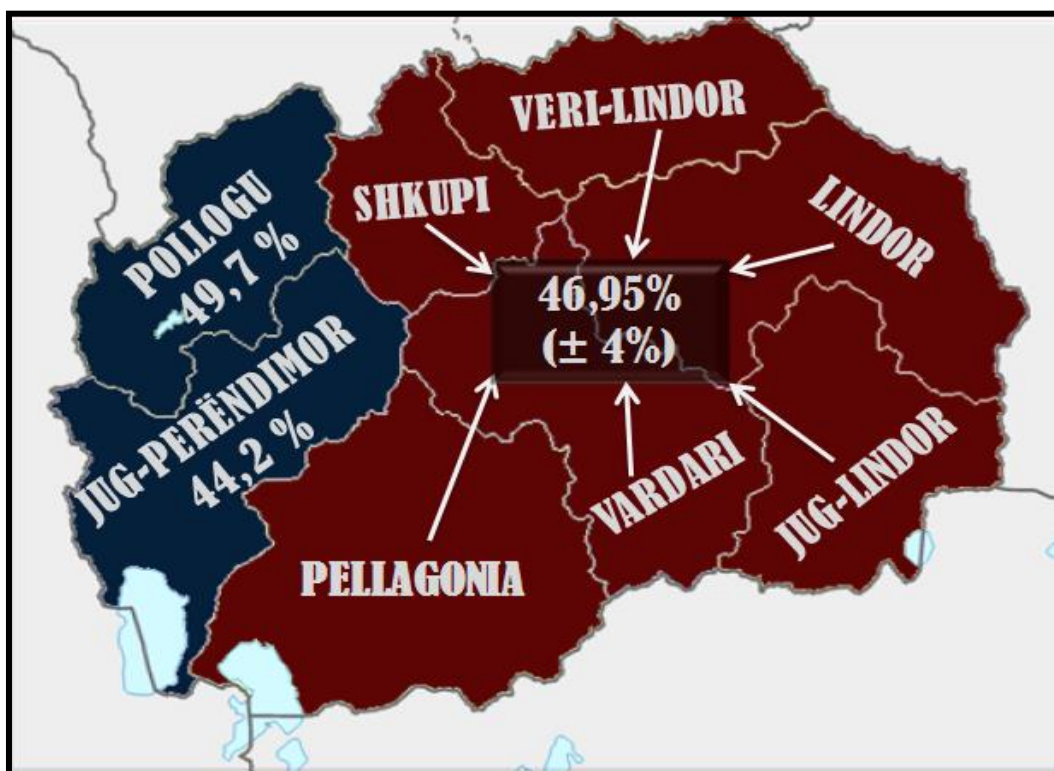 VERI-LINDOR
SHKUPI
LINDOR
POLLOGU
49,7 %
46,95%
(± 4%)
JUG-PERËNDIMOR
44,2 %
VARDARI
JUG-LINDOR
PELLAGONIA